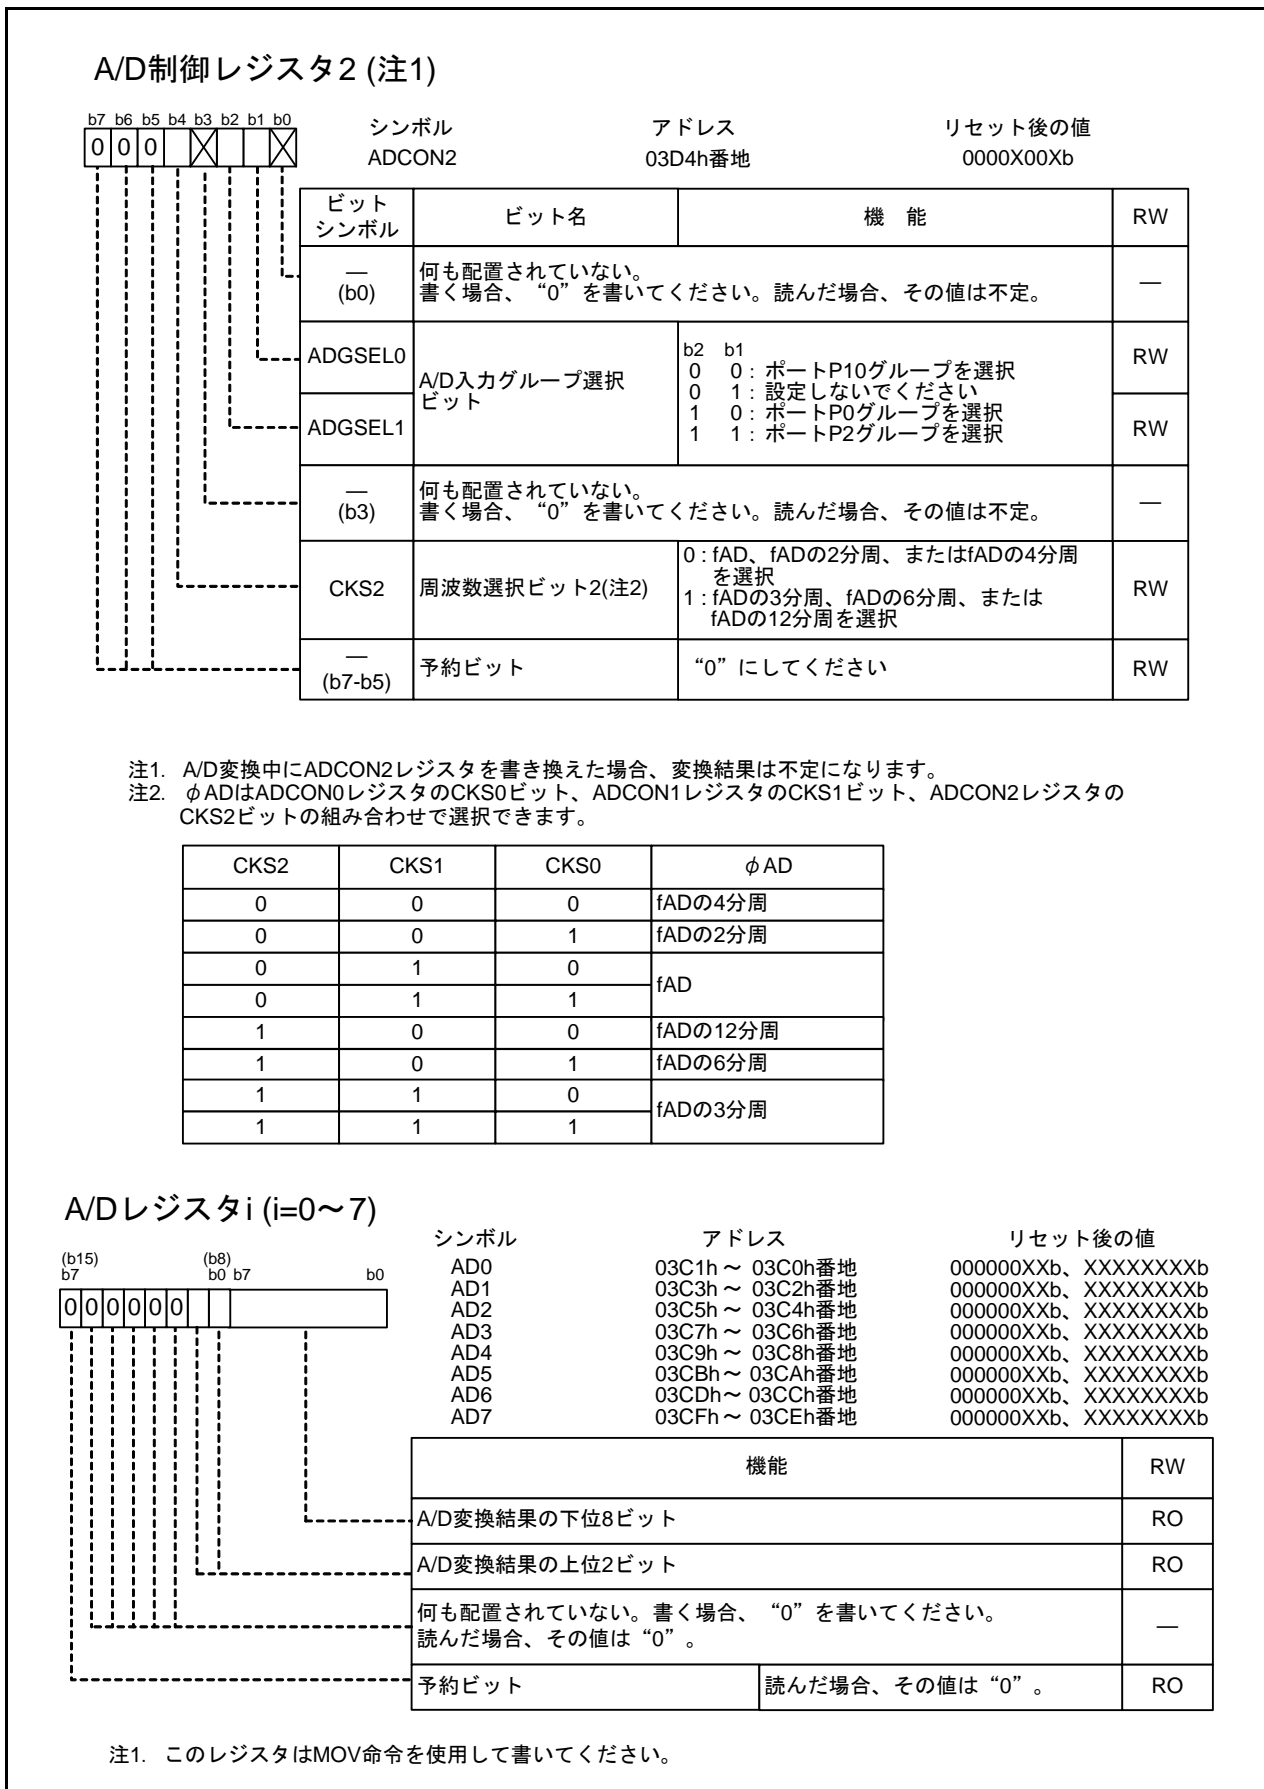 A/D制御レジスタ2 (注1)
b7 b6 b5 b4 b3 b2 b1 b0
0 0 0
シンボル アドレス リセット後の値
ADCON2 03D4h番地 0000X00Xb
ビット
シンボル
ビット名 機 能 RW
—
(b0)
何も配置されていない。
書く場合、“0”を書いてください。読んだ場合、その値は不定。
—
ADGSEL0
ADGSEL1
A/D入力グループ選択
ビット
b2 b1
0 0 : ポートP10グループを選択
0 1 : 設定しないでください
1 0 : ポートP0グループを選択
1 1 : ポートP2グループを選択
RW
RW
—
(b3)
何も配置されていない。
書く場合、“0”を書いてください。読んだ場合、その値は不定。
—
CKS2
周波数選択ビット2(注2)
0 : fAD、fADの2分周、またはfADの4分周
を選択
1 : fADの3分周、fADの6分周、または
fADの12分周を選択
RW
—
(b7-b5)
予約ビット “0”にしてください RW
注1. A/D変換中にADCON2レジスタを書き換えた場合、変換結果は不定になります。
注2. φADはADCON0レジスタのCKS0ビット、ADCON1レジスタのCKS1ビット、ADCON2レジスタの
CKS2ビットの組み合わせで選択できます。
CKS2 CKS1 CKS0 φAD
0 0 0 fADの4分周
0 0 1 fADの2分周
0 1 0
fAD
0 1 1
1 0 0 fADの12分周
1 0 1 fADの6分周
1 1 0
fADの3分周
1 1 1
A/Dレジスタi (i=0～7)
(b15) (b8)
b7 b0 b7 b0
0 0 0 0 0 0
シンボル アドレス リセット後の値
AD0 03C1h～03C0h番地 000000XXb、XXXXXXXXb
AD1 03C3h～03C2h番地 000000XXb、XXXXXXXXb
AD2 03C5h～03C4h番地 000000XXb、XXXXXXXXb
AD3 03C7h～03C6h番地 000000XXb、XXXXXXXXb
AD4 03C9h～03C8h番地 000000XXb、XXXXXXXXb
AD5 03CBh～03CAh番地 000000XXb、XXXXXXXXb
AD6 03CDh～03CCh番地 000000XXb、XXXXXXXXb
AD7 03CFh～03CEh番地 000000XXb、XXXXXXXXb
機能 RW
A/D変換結果の下位8ビット RO
A/D変換結果の上位2ビット RO
何も配置されていない。書く場合、“0”を書いてください。
読んだ場合、その値は“0”。
—
予約ビット 読んだ場合、その値は“0”。 RO
注1. このレジスタはMOV命令を使用して書いてください。